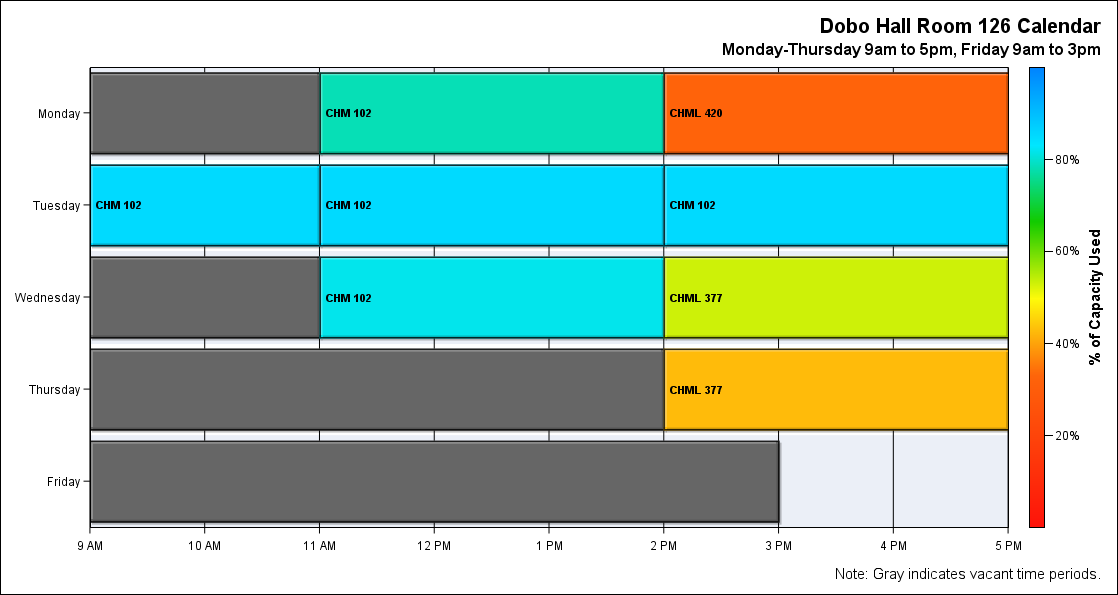 Dobo Hall Room 126 Calendar
Monday-Thursday 9am to 5pm, Friday 9am to 3pm
Monday
CHM 102
CHML 420
Tuesday
CHM 102
CHM 102
CHM 102
Wednesday
CHM 102
CHML 377
Thursday
CHML 377
Friday
9 AM
10 AM
11 AM
12 PM
1 PM
2 PM
3 PM
4 PM
5 PM
80%
60%
40%
20%
% of Capacity Used
Note: Gray indicates vacant time periods.